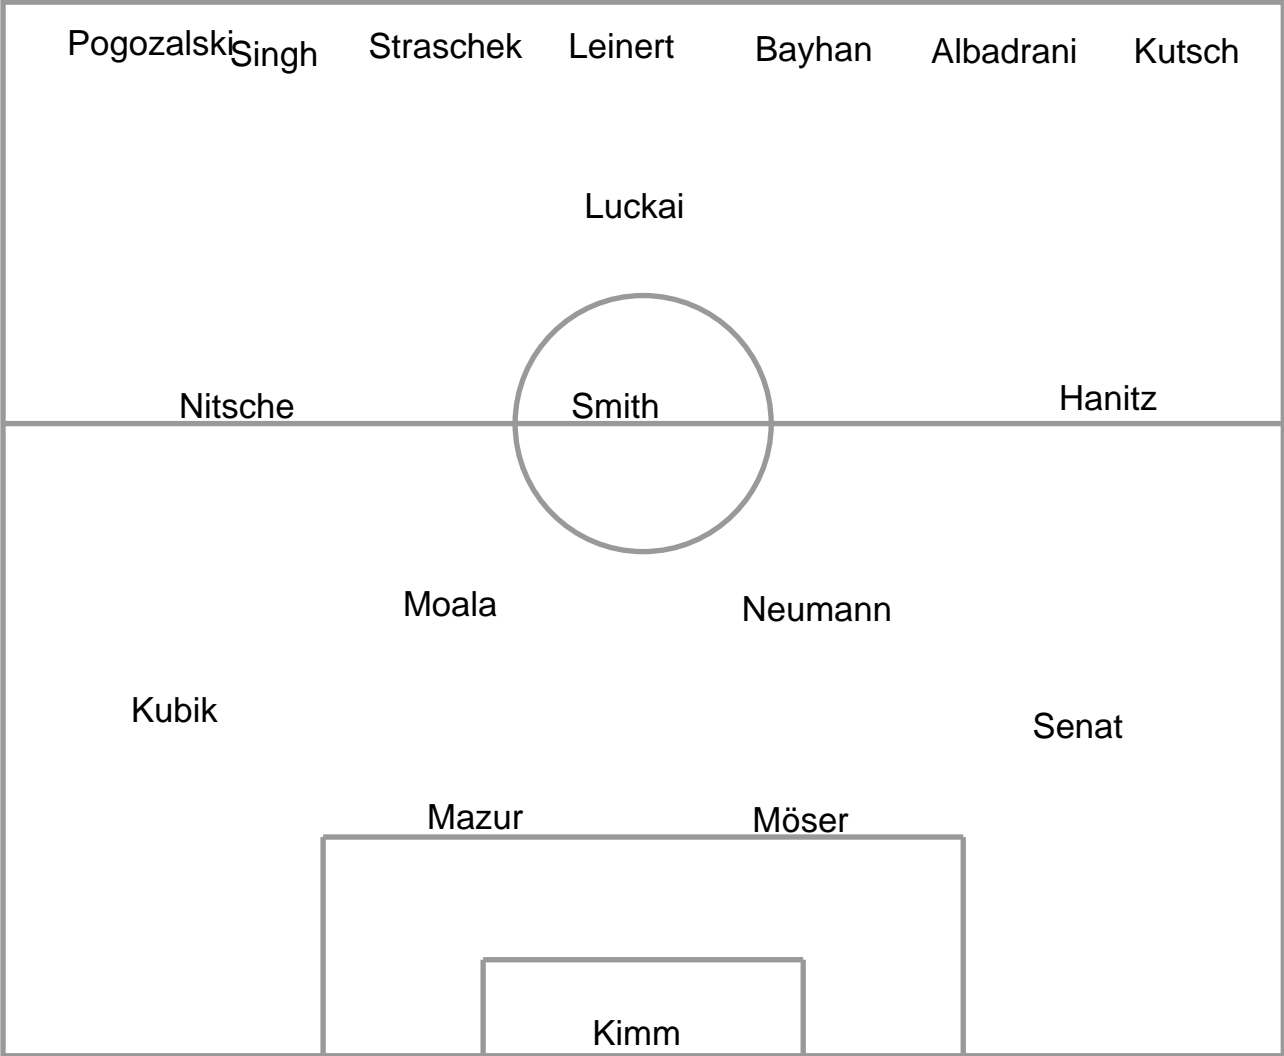 Pogozalski Singh Straschek Leinert Bayhan Albadrani Kutsch
Luckai
Nitsche Smith Hanitz
Moala Neumann
Kubik Senat
Mazur Möser
Kimm